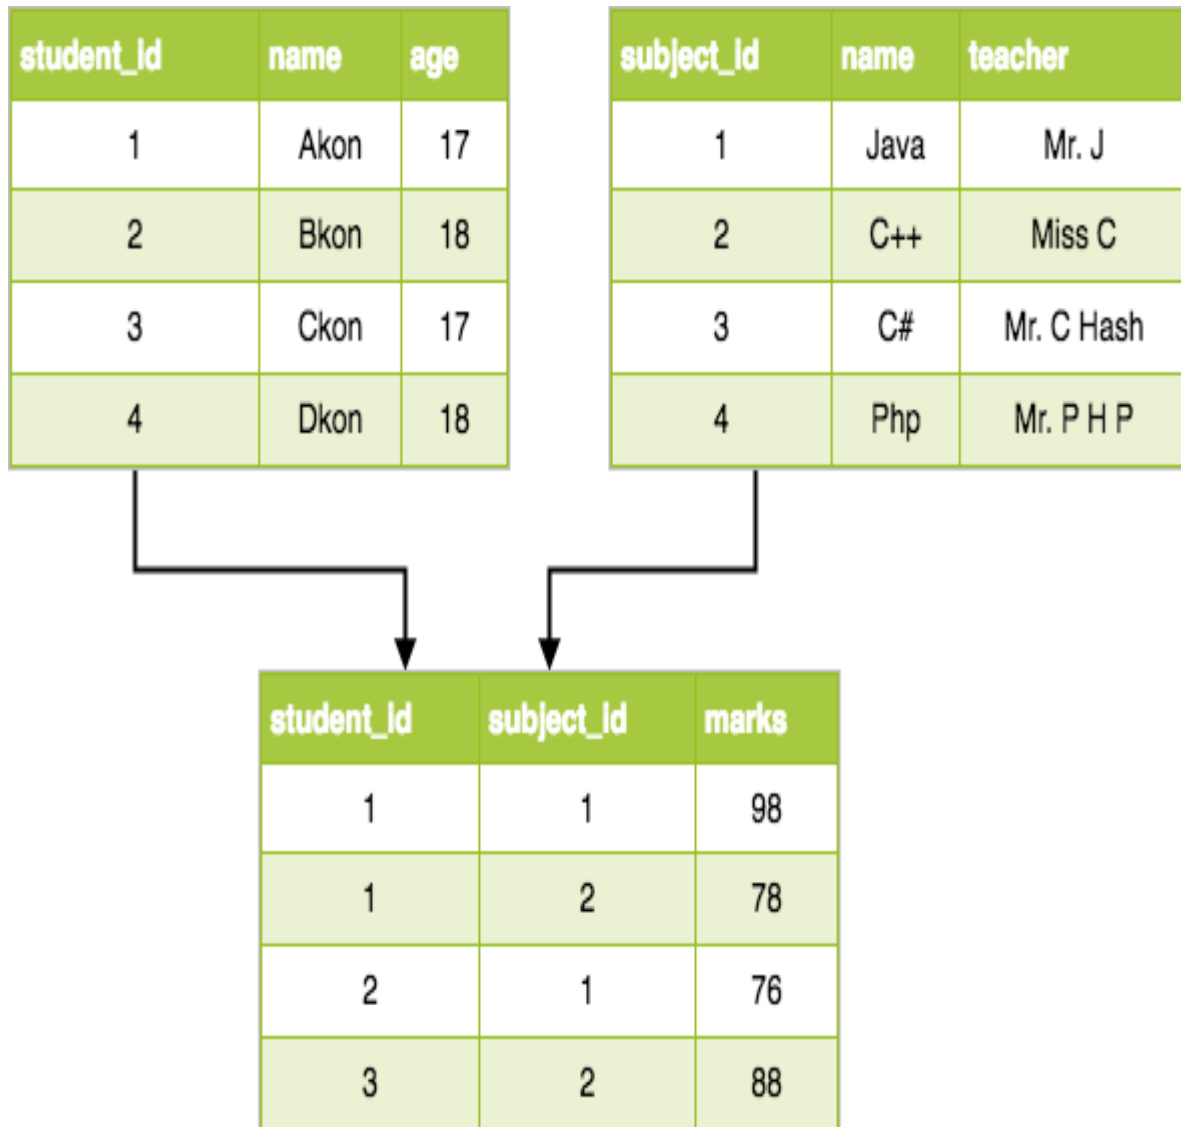 student_id name age
1 Akon 17
2 Bkon 18
3 Ckon 17
4 Dkon 18
subject_id name teacher
1 Java Mr. J
2 C++ Miss C
3 C# Mr. C Hash
4 Php Mr. P H P
student_id subject_id marks
1 1 98
1 2 78
2 1 76
3 2 88